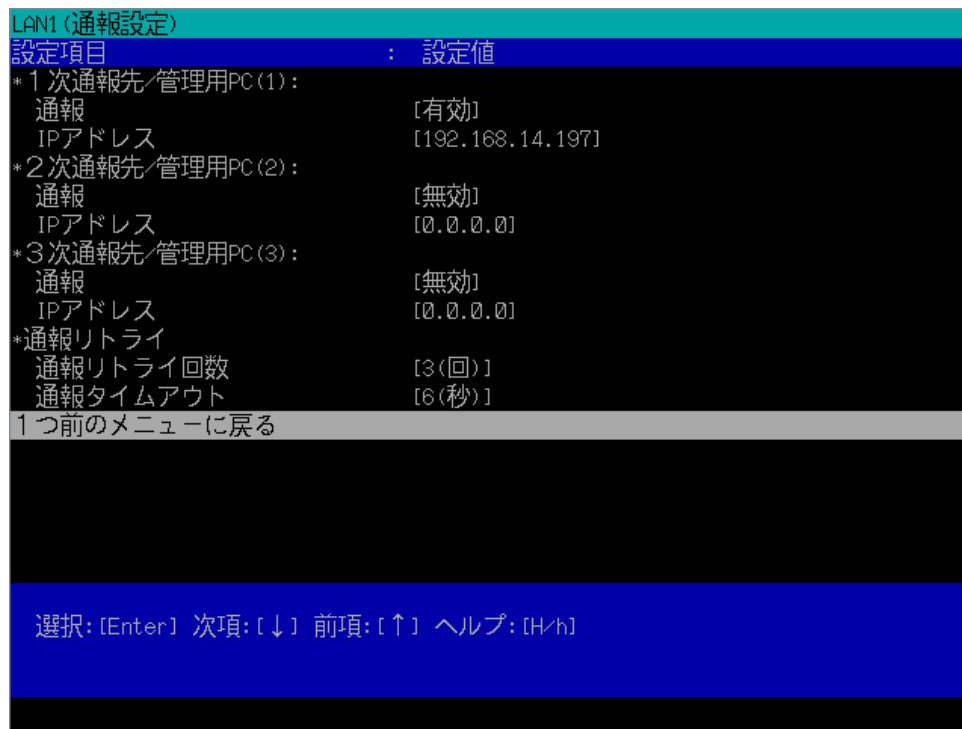 LAN1(通報設定)
設定項目 : 設定値
*1次通報先/管理用PC(1):
通報 [有効]
IPアドレス [192.168.14.197]
*2次通報先/管理用PC(2):
通報 [無効]
IPアドレス [0.0.0.0]
*3次通報先/管理用PC(3):
通報 [無効]
IPアドレス [0.0.0.0]
*通報リトライ
通報リトライ回数 [3(回)]
通報タイムアウト [6(秒)]
1つ前のメニューに戻る
選択:[Enter] 次項:[↓] 前項:[↑] ヘルプ:[H/h]